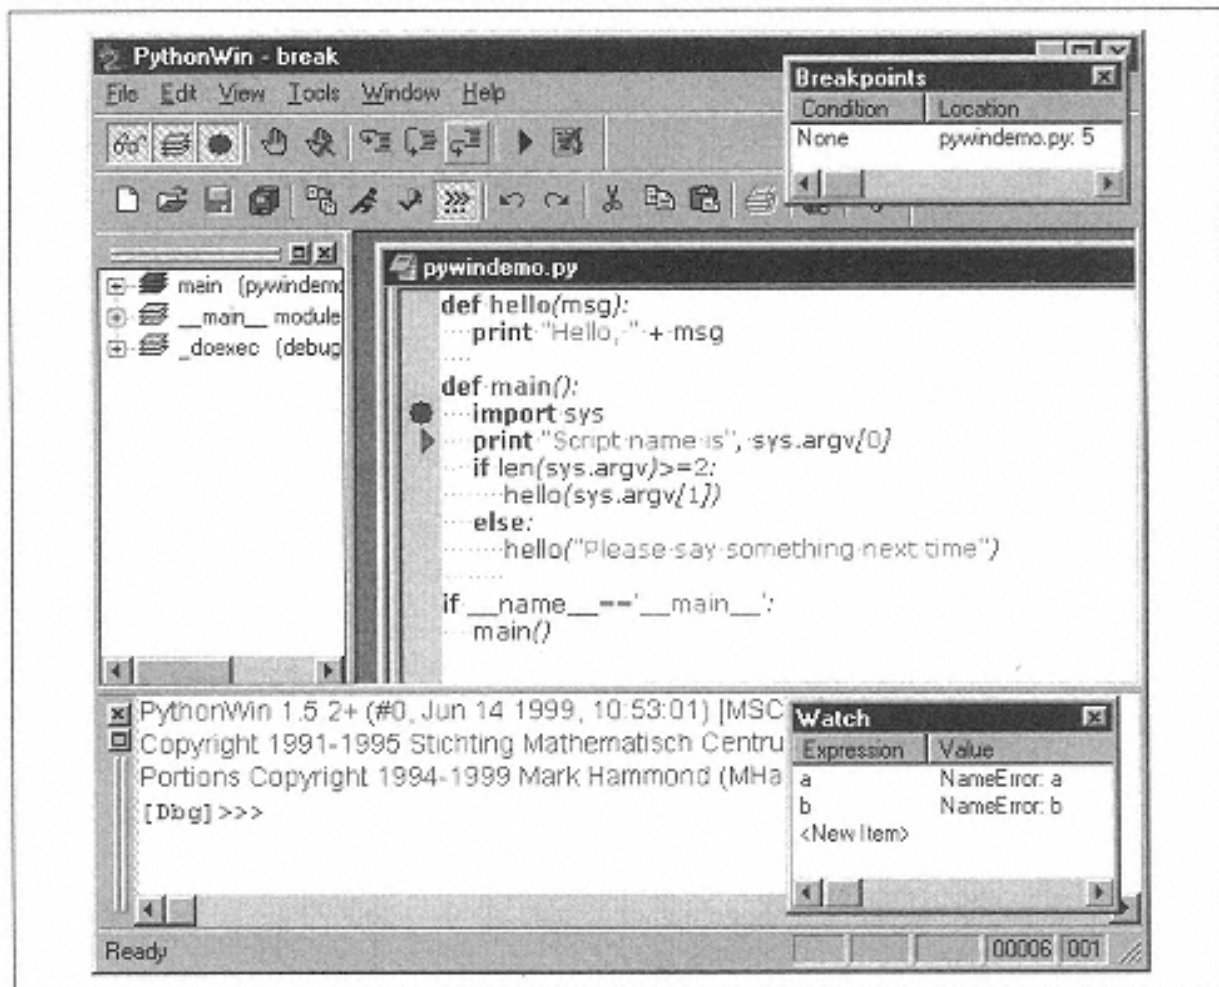 PythonWin - break
File Edit View Tools Window Help
Breakpoints
Condition Location
None pywindemo.py: 5
main (pywindemo
__main__ module
_doexec (debug
pywindemo.py
def hello(msg):
print "Hello, " + msg
def main():
import sys
print "Script name is", sys.argv[0]
if len(sys.argv)>=2:
hello(sys.argv[1])
else:
hello("Please say something next time")
if __name__=='__main__':
main()
PythonWin 1.5.2+ (#0, Jun 14 1999, 10:53:01) [MSC
Copyright 1991-1995 Stichting Mathematisch Centru
Portions Copyright 1994-1999 Mark Hammond (MHa
[Dbg]>>>
Watch
Expression Value
a NameError: a
b NameError: b
<New Item>
Ready 00006 001